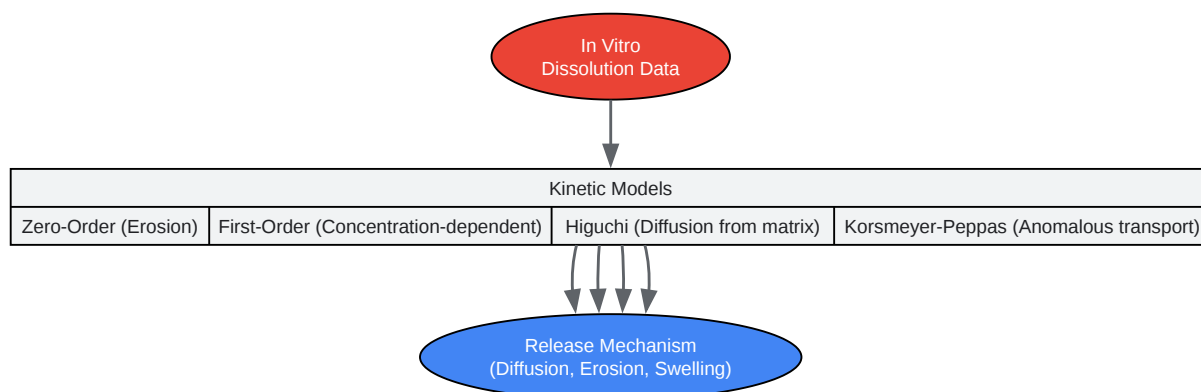 In Vitro
Dissolution Data
Kinetic Models
Zero-Order (Erosion)
First-Order (Concentration-dependent)
Higuchi (Diffusion from matrix)
Korsmeyer-Peppas (Anomalous transport)
Release Mechanism
(Diffusion, Erosion, Swelling)